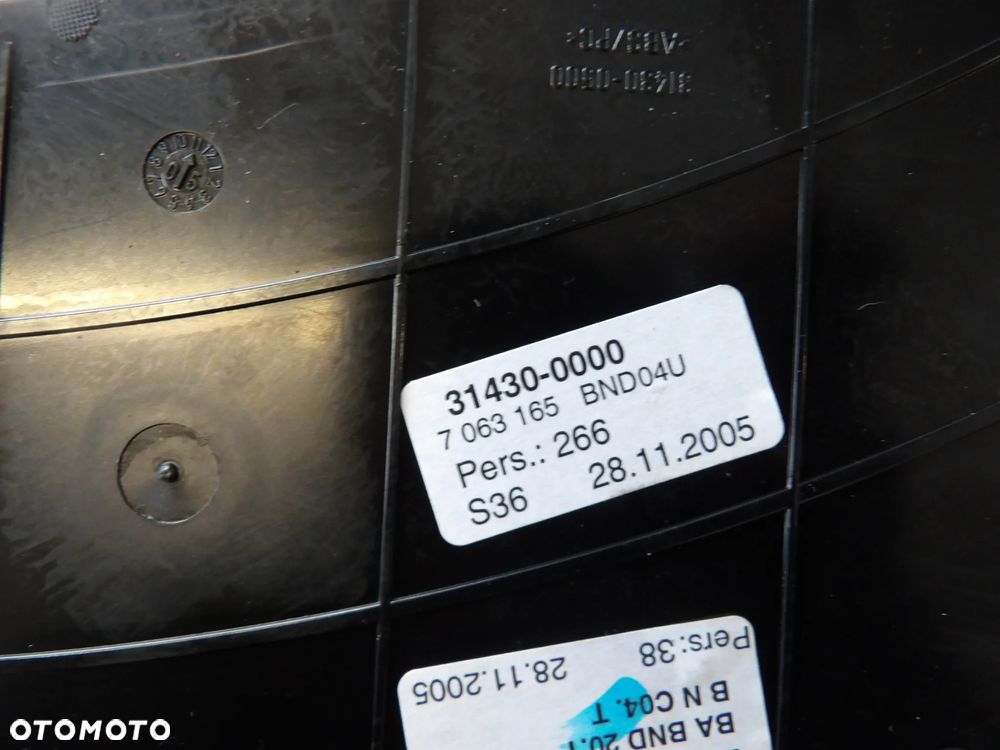 >ABS/PC<
31430-0500
31430-0000
7 063 165 BND04U
Pers.: 266
S36 28.11.2005
Pers:38 28.11.2005
B N C04. T
BA BND
OTOMOTO